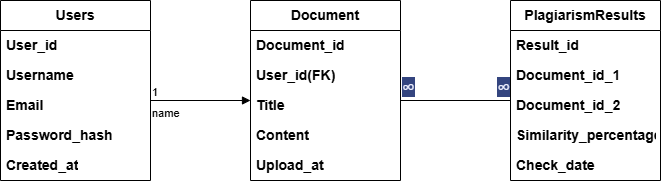 Users
User_id
Username
Email
Password_hash
Created_at
1
name
Document
Document_id
User_id(FK)
Title
Content
Upload_at
∞
∞
PlagiarismResults
Result_id
Document_id_1
Document_id_2
Similarity_percentage
Check_date